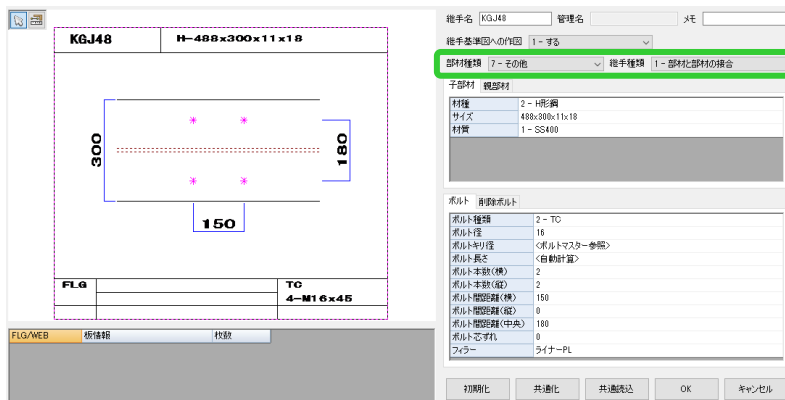 継手名 KGJ48 管理名 メモ
継手基準図への作図 1 - する
部材種類 7 - その他 継手種類 1 - 部材と部材の接合
子部材 親部材
材種 2 - H形鋼
サイズ 488x300x11x18
材質 1 - SS400
KGJ48 H-488x300x11x18
300
180
150
FLG TC
4-M16x45
ボルト 削除ボルト
ボルト種類 2 - TC
ボルト径 16
ボルトキリ径 <ボルトマスター参照>
ボルト長さ <自動計算>
ボルト本数(横) 2
ボルト本数(縦) 2
ボルト間距離(横) 150
ボルト間距離(縦) 0
ボルト間距離(中央) 180
ボルト芯ずれ 0
フィラー ライナーPL
FLG/WEB 板情報 枚数
初期化 共通化 共通読込 OK キャンセル